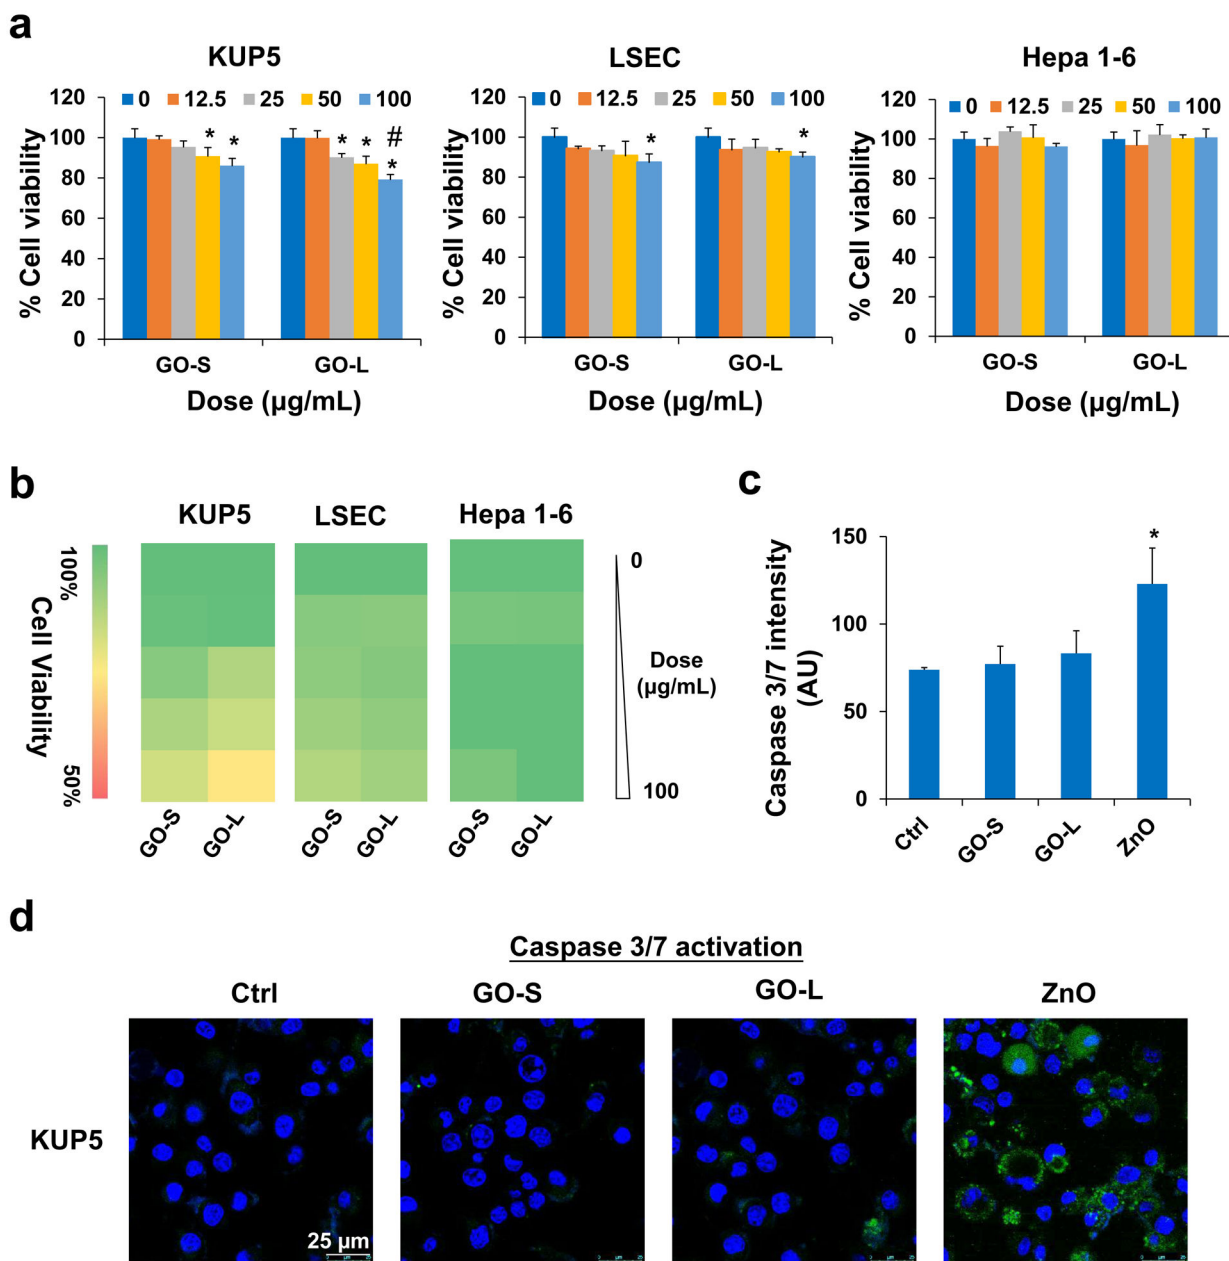 a
KUP5
LSEC
Hepa 1-6
0 12.5 25 50 100
0 12.5 25 50 100
0 12.5 25 50 100
% Cell viability
120
100
80
60
40
20
0
* * * * # *
GO-S GO-L
Dose (µg/mL)
% Cell viability
120
100
80
60
40
20
0
* *
GO-S GO-L
Dose (µg/mL)
% Cell viability
120
100
80
60
40
20
0
GO-S GO-L
Dose (µg/mL)
b
KUP5 LSEC Hepa 1-6
Cell Viability
100%
50%
GO-S GO-L
GO-S GO-L
GO-S GO-L
0
Dose
(µg/mL)
100
c
Caspase 3/7 intensity
(AU)
150
100
50
0
*
Ctrl GO-S GO-L ZnO
d
Caspase 3/7 activation
Ctrl GO-S GO-L ZnO
KUP5
25 µm